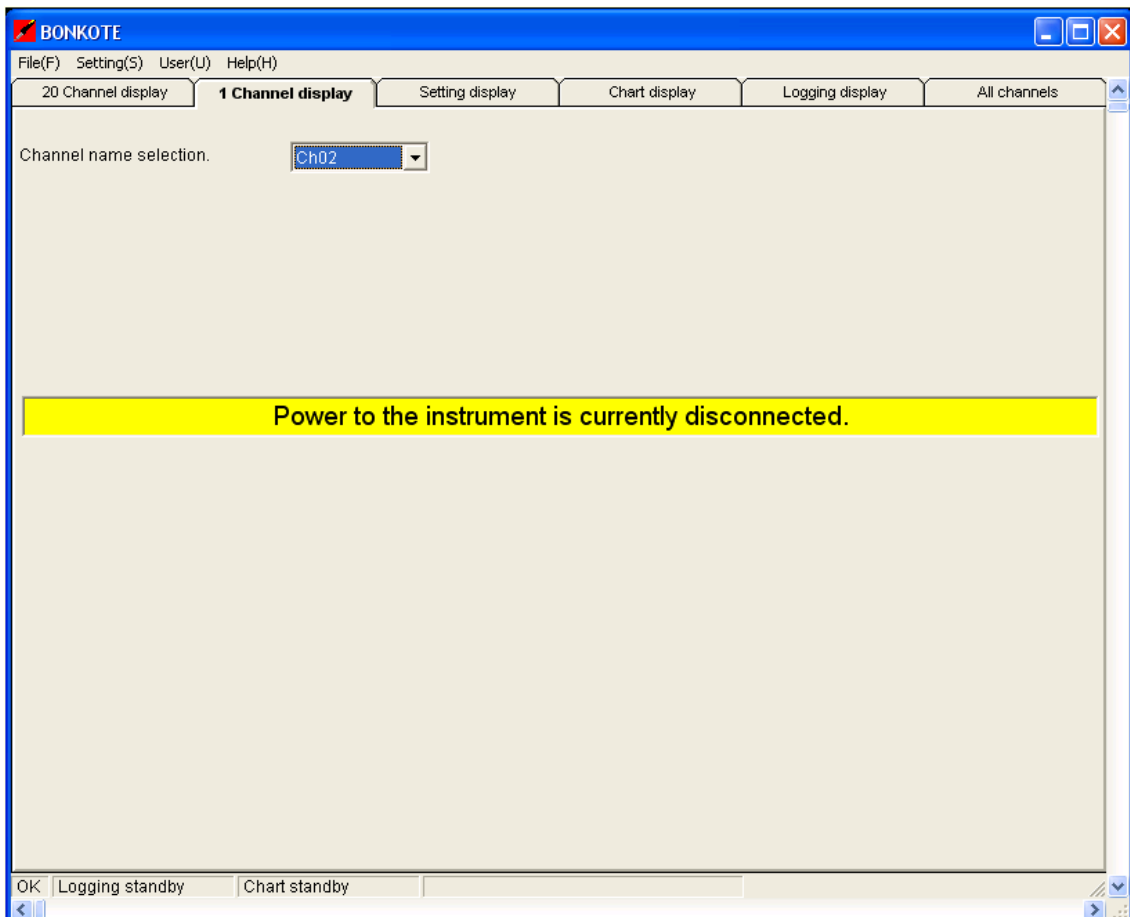 BONKOTE
File(F) Setting(S) User(U) Help(H)
20 Channel display 1 Channel display Setting display Chart display Logging display All channels
Channel name selection. Ch02
Power to the instrument is currently disconnected.
OK Logging standby Chart standby